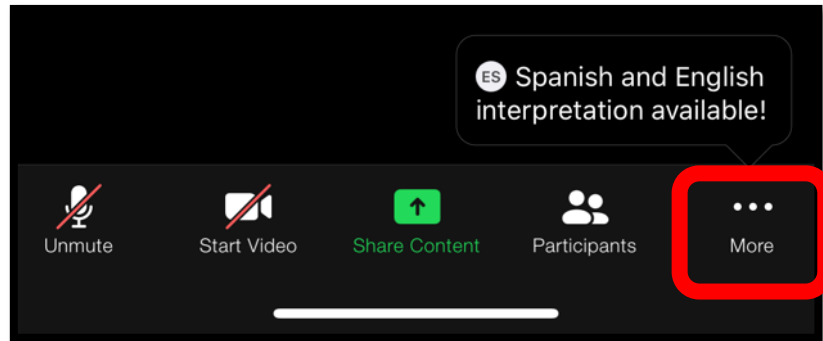 ES Spanish and English
interpretation available!
Unmute
Start Video
Share Content
Participants
More